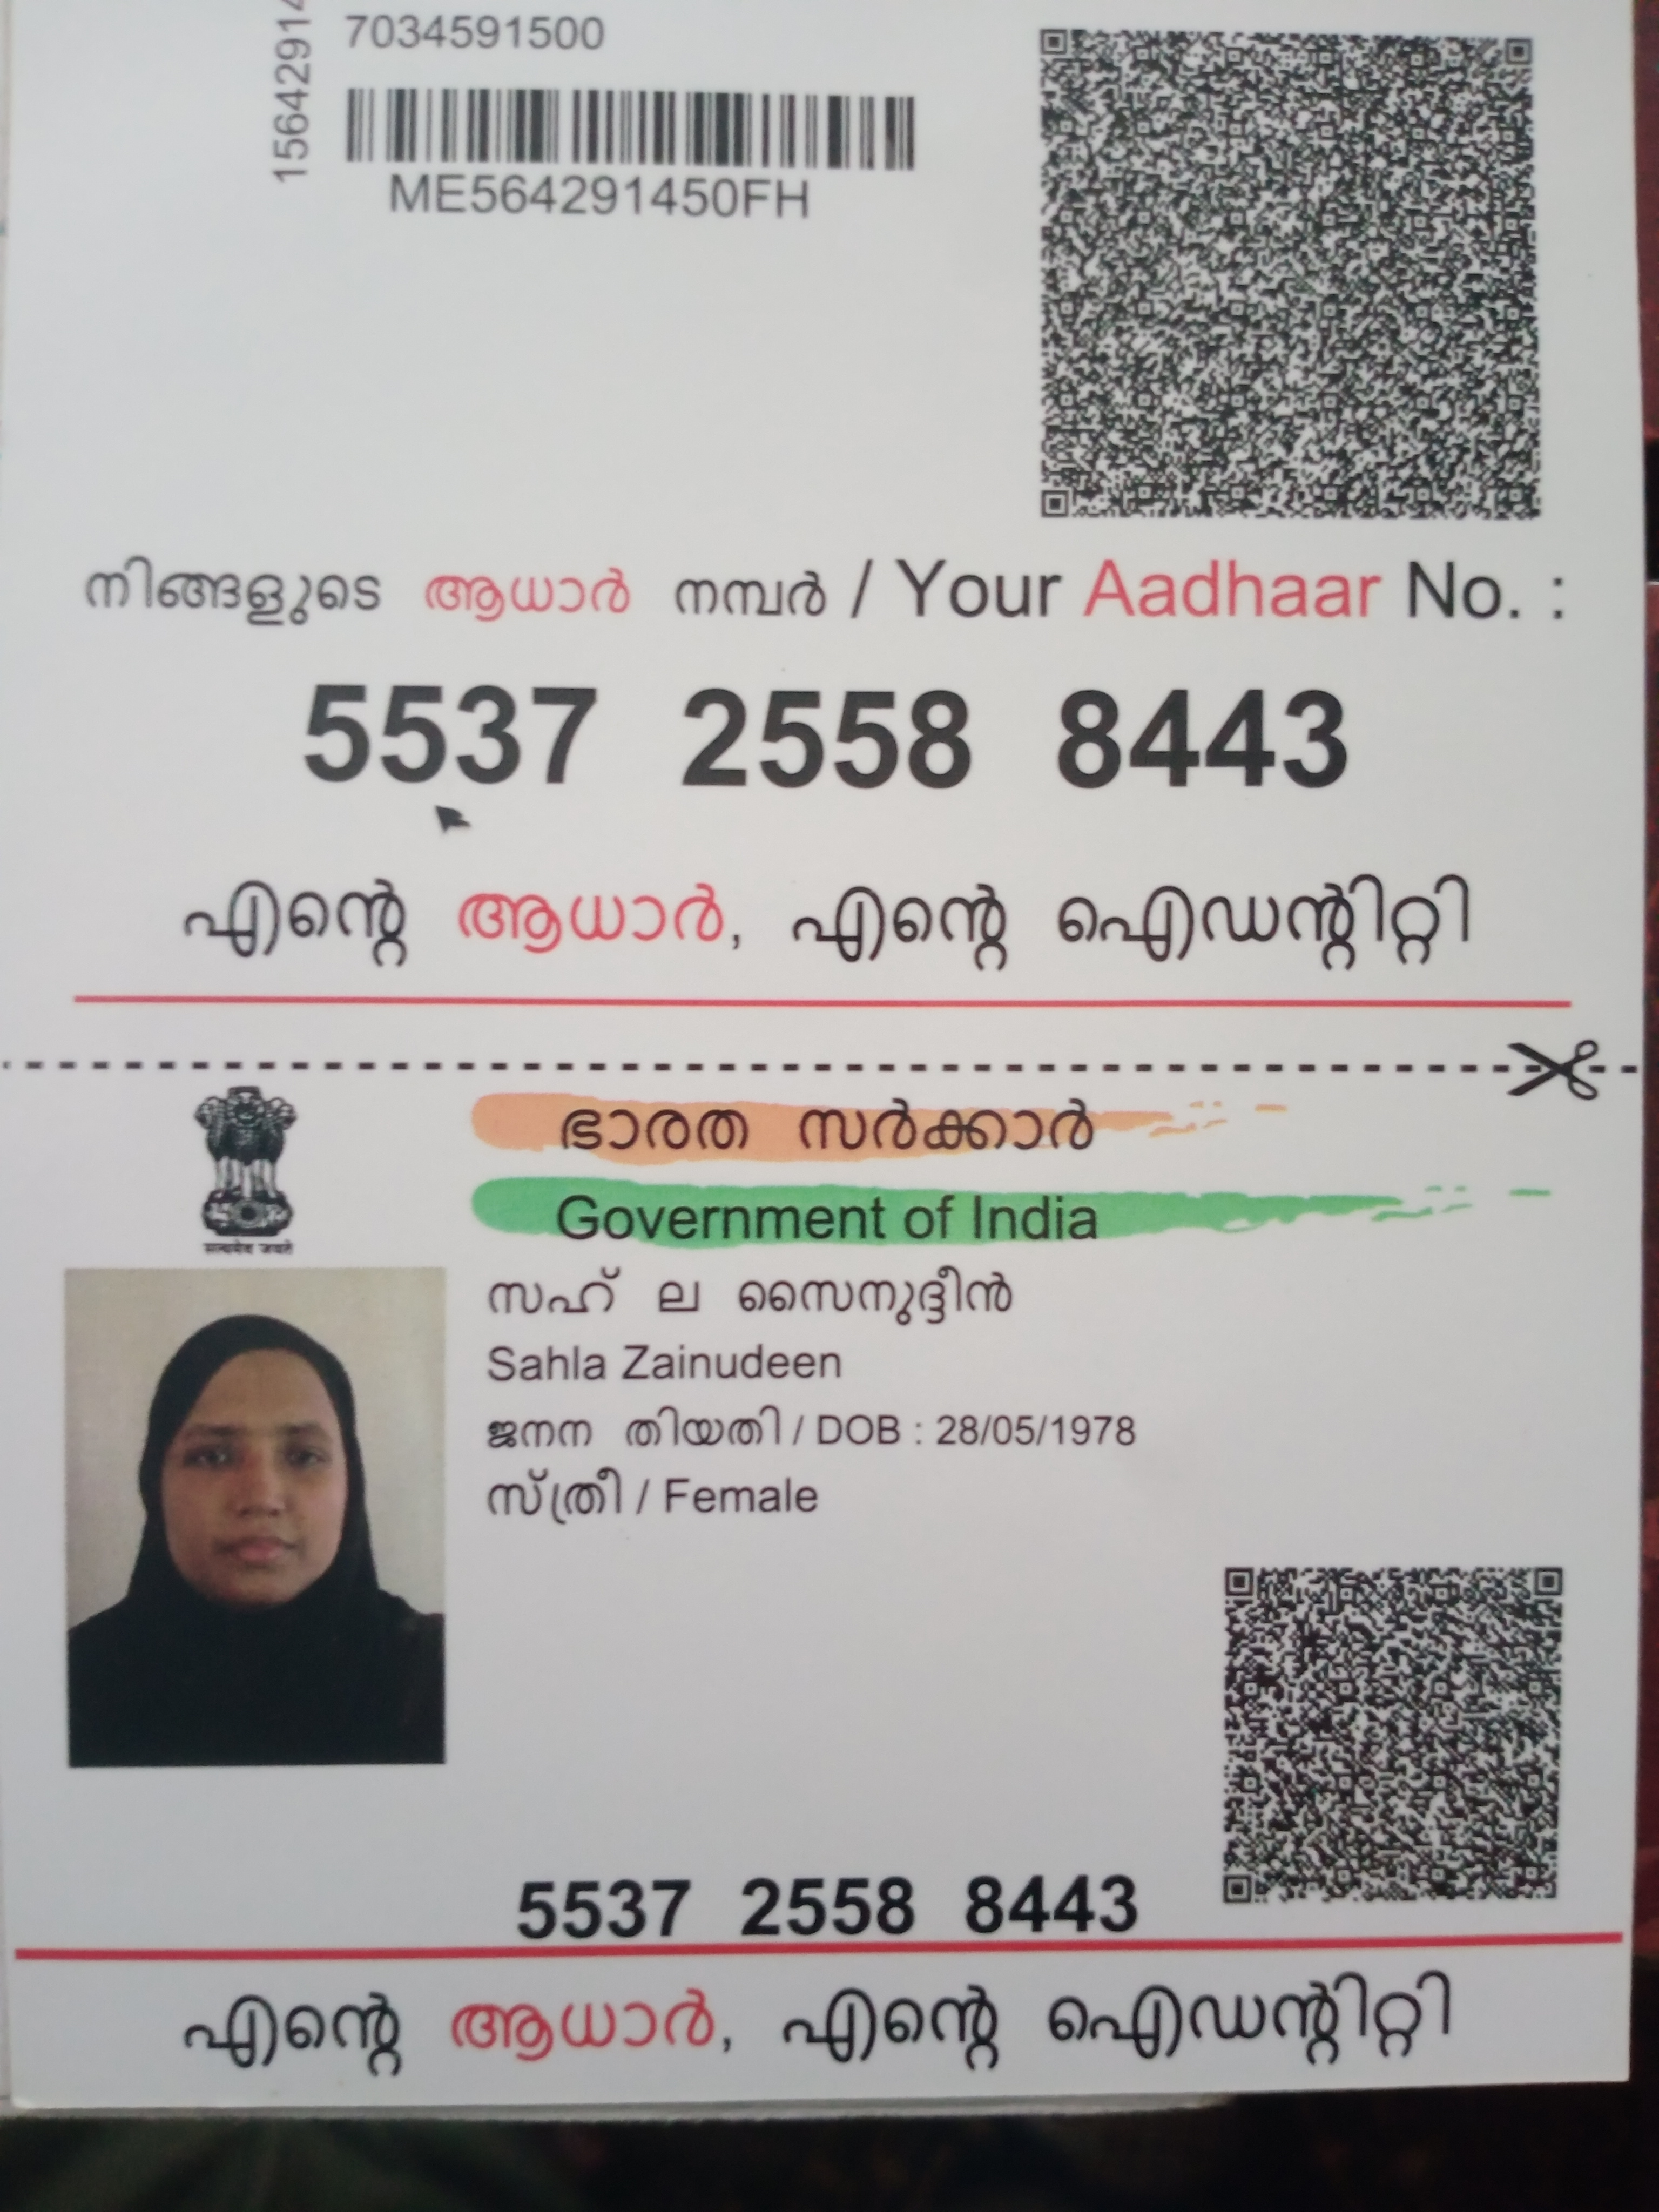 7034591500
ME564291450FH
നിങ്ങളുടെ ആധാർ നമ്പർ / Your Aadhaar No. :
5537 2558 8443
എന്റെ ആധാർ, എന്റെ ഐഡന്റിറ്റി
ഭാരത സർക്കാർ
Government of India
सत्यमेव जयते
സഹ് ല സൈനുദ്ദീൻ
Sahla Zainudeen
ജനന തിയതി / DOB : 28/05/1978
സ്ത്രീ / Female
5537 2558 8443
എന്റെ ആധാർ, എന്റെ ഐഡന്റിറ്റി